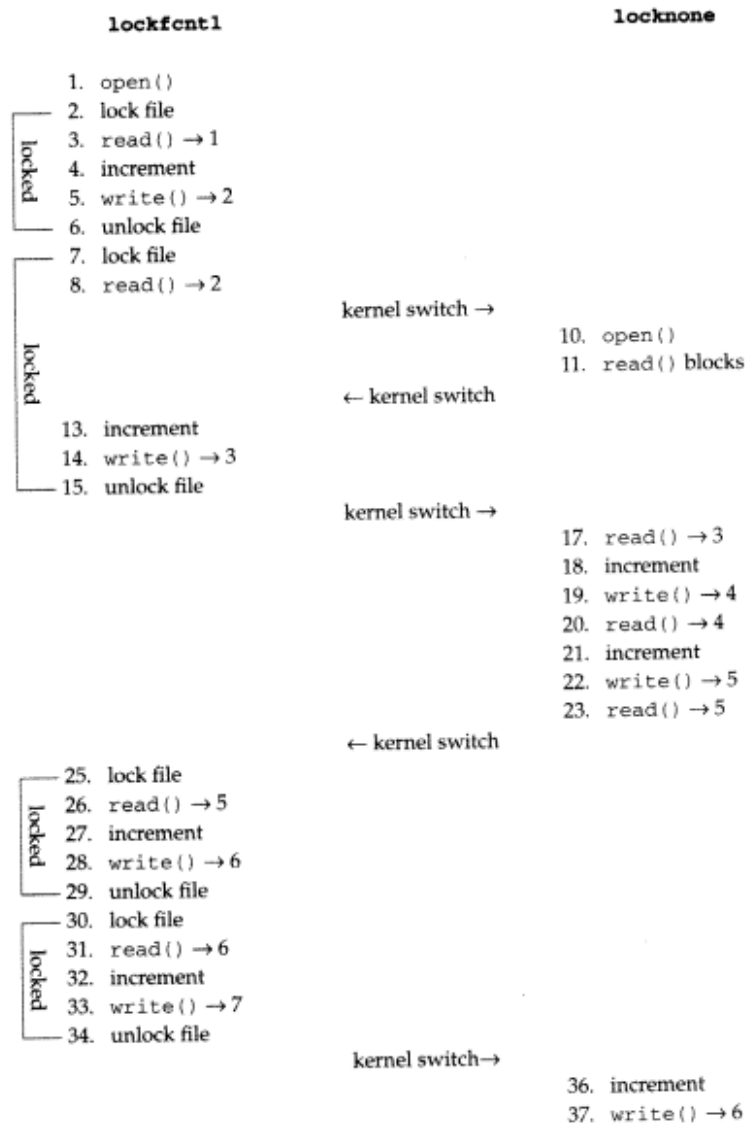 lockfcntl
locknone
1. open()
2. lock file
3. read() → 1
4. increment
5. write() → 2
6. unlock file
locked
7. lock file
8. read() → 2
kernel switch →
10. open()
11. read() blocks
locked
← kernel switch
13. increment
14. write() → 3
15. unlock file
kernel switch →
17. read() → 3
18. increment
19. write() → 4
20. read() → 4
21. increment
22. write() → 5
23. read() → 5
← kernel switch
25. lock file
26. read() → 5
27. increment
28. write() → 6
29. unlock file
locked
30. lock file
31. read() → 6
32. increment
33. write() → 7
34. unlock file
locked
kernel switch→
36. increment
37. write() → 6